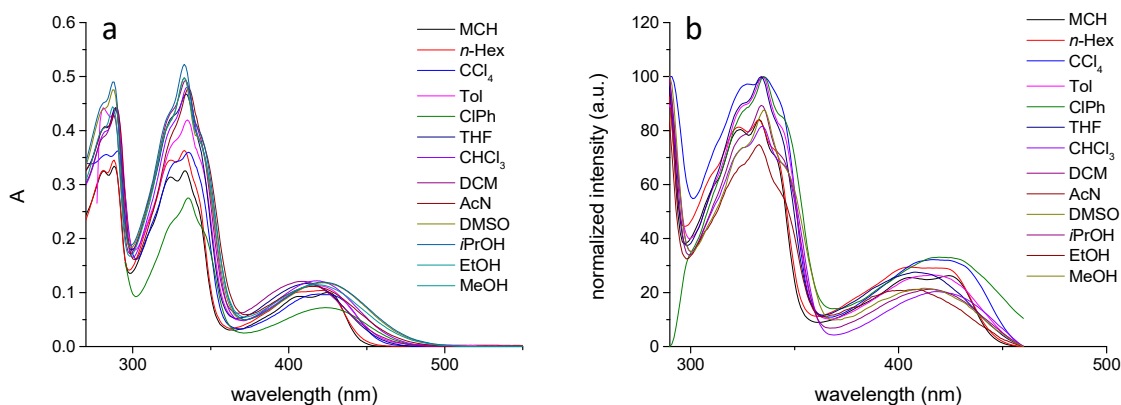 a
0.6
0.5
0.4
0.3
0.2
0.1
0.0
A
300
400
500
wavelength (nm)
MCH
n-Hex
CCl₄
Tol
ClPh
THF
CHCl₃
DCM
AcN
DMSO
iPrOH
EtOH
MeOH
b
120
100
80
60
40
20
0
normalized intensity (a.u.)
300
400
500
wavelength (nm)
MCH
n-Hex
CCl₄
Tol
ClPh
THF
CHCl₃
DCM
AcN
DMSO
iPrOH
EtOH
MeOH